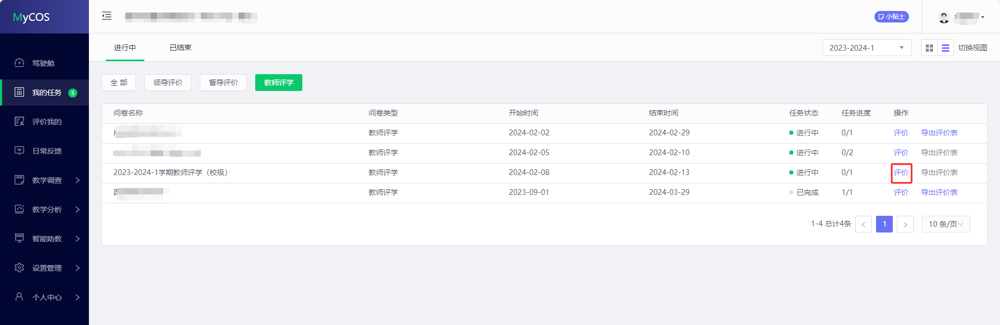 MyCOS
小贴士
进行中 已结束
2023-2024-1 切换视图
驾驶舱
我的任务 5
评价我的
日常反馈
教学调查
教学分析
智能助教
设置管理
个人中心
全 部 领导评价 督导评价 教师评学
问卷名称 问卷类型 开始时间 结束时间 任务状态 任务进度 操作
教师评学 2024-02-02 2024-02-29 进行中 0/1 评价 导出评价表
教师评学 2024-02-05 2024-02-10 进行中 0/2 评价 导出评价表
2023-2024-1学期教师评学（校级） 教师评学 2024-02-08 2024-02-13 进行中 0/1 评价 导出评价表
教师评学 2023-09-01 2024-03-29 已完成 1/1 评价 导出评价表
1-4 总计4条 < 1 > 10 条/页